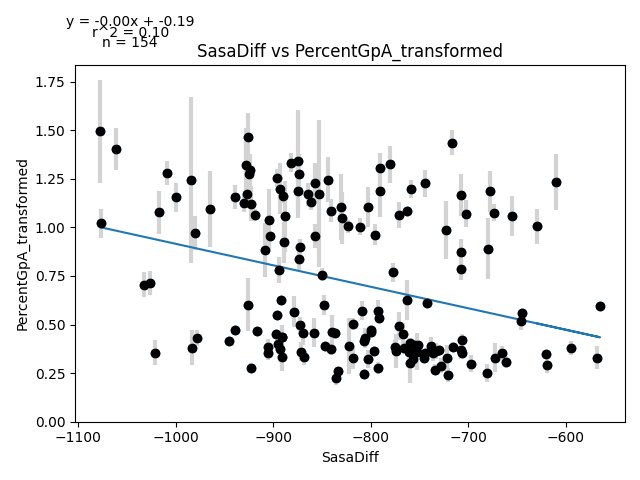 y = -0.00x + -0.19
r^2 = 0.10
n = 154
SasaDiff vs PercentGpA_transformed
1.75
1.50
1.25
1.00
0.75
0.50
0.25
0.00
PercentGpA_transformed
−1100 −1000 −900 −800 −700 −600
SasaDiff